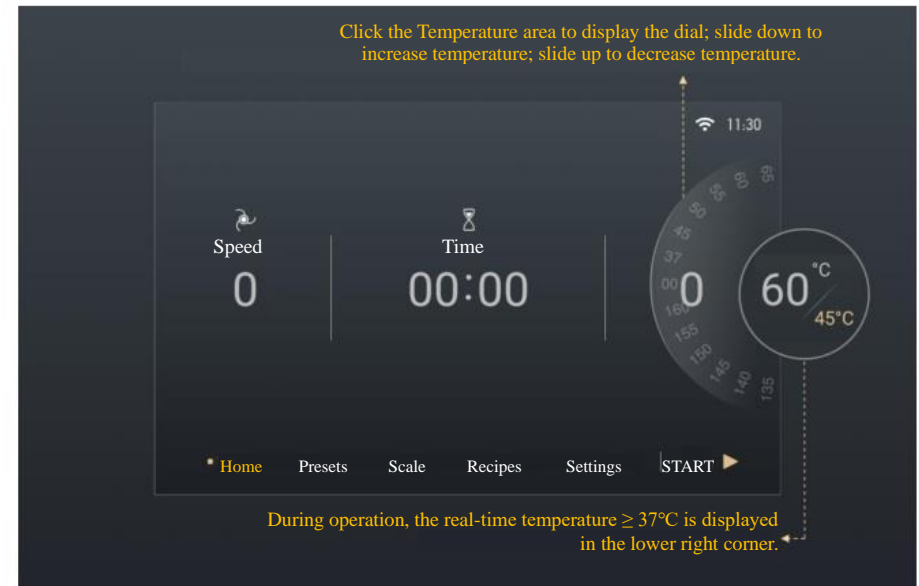 Click the Temperature area to display the dial; slide down to
increase temperature; slide up to decrease temperature.
11:30
65
60
55
50
45
37
00
160
155
150
145
140
135
Speed
Time
0
00:00
0
60 °C
45°C
Home Presets Scale Recipes Settings START
During operation, the real-time temperature ≥ 37℃ is displayed
in the lower right corner.